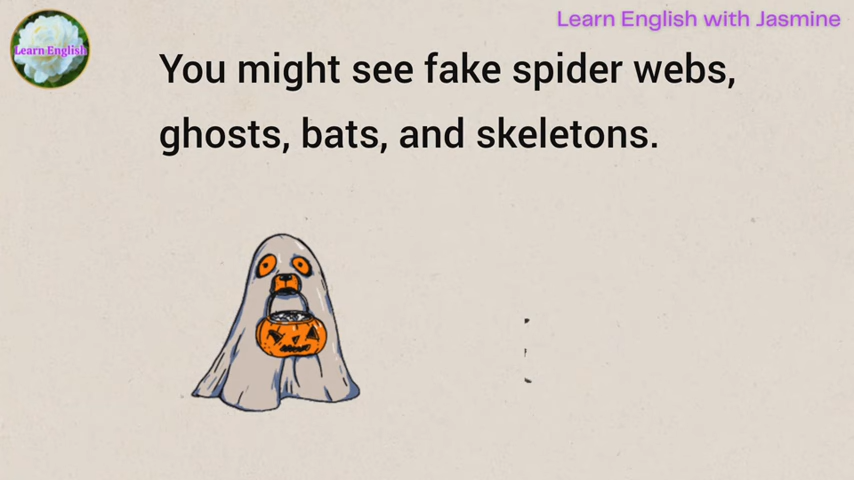 Learn English with Jasmine
Learn English
You might see fake spider webs,
ghosts, bats, and skeletons.